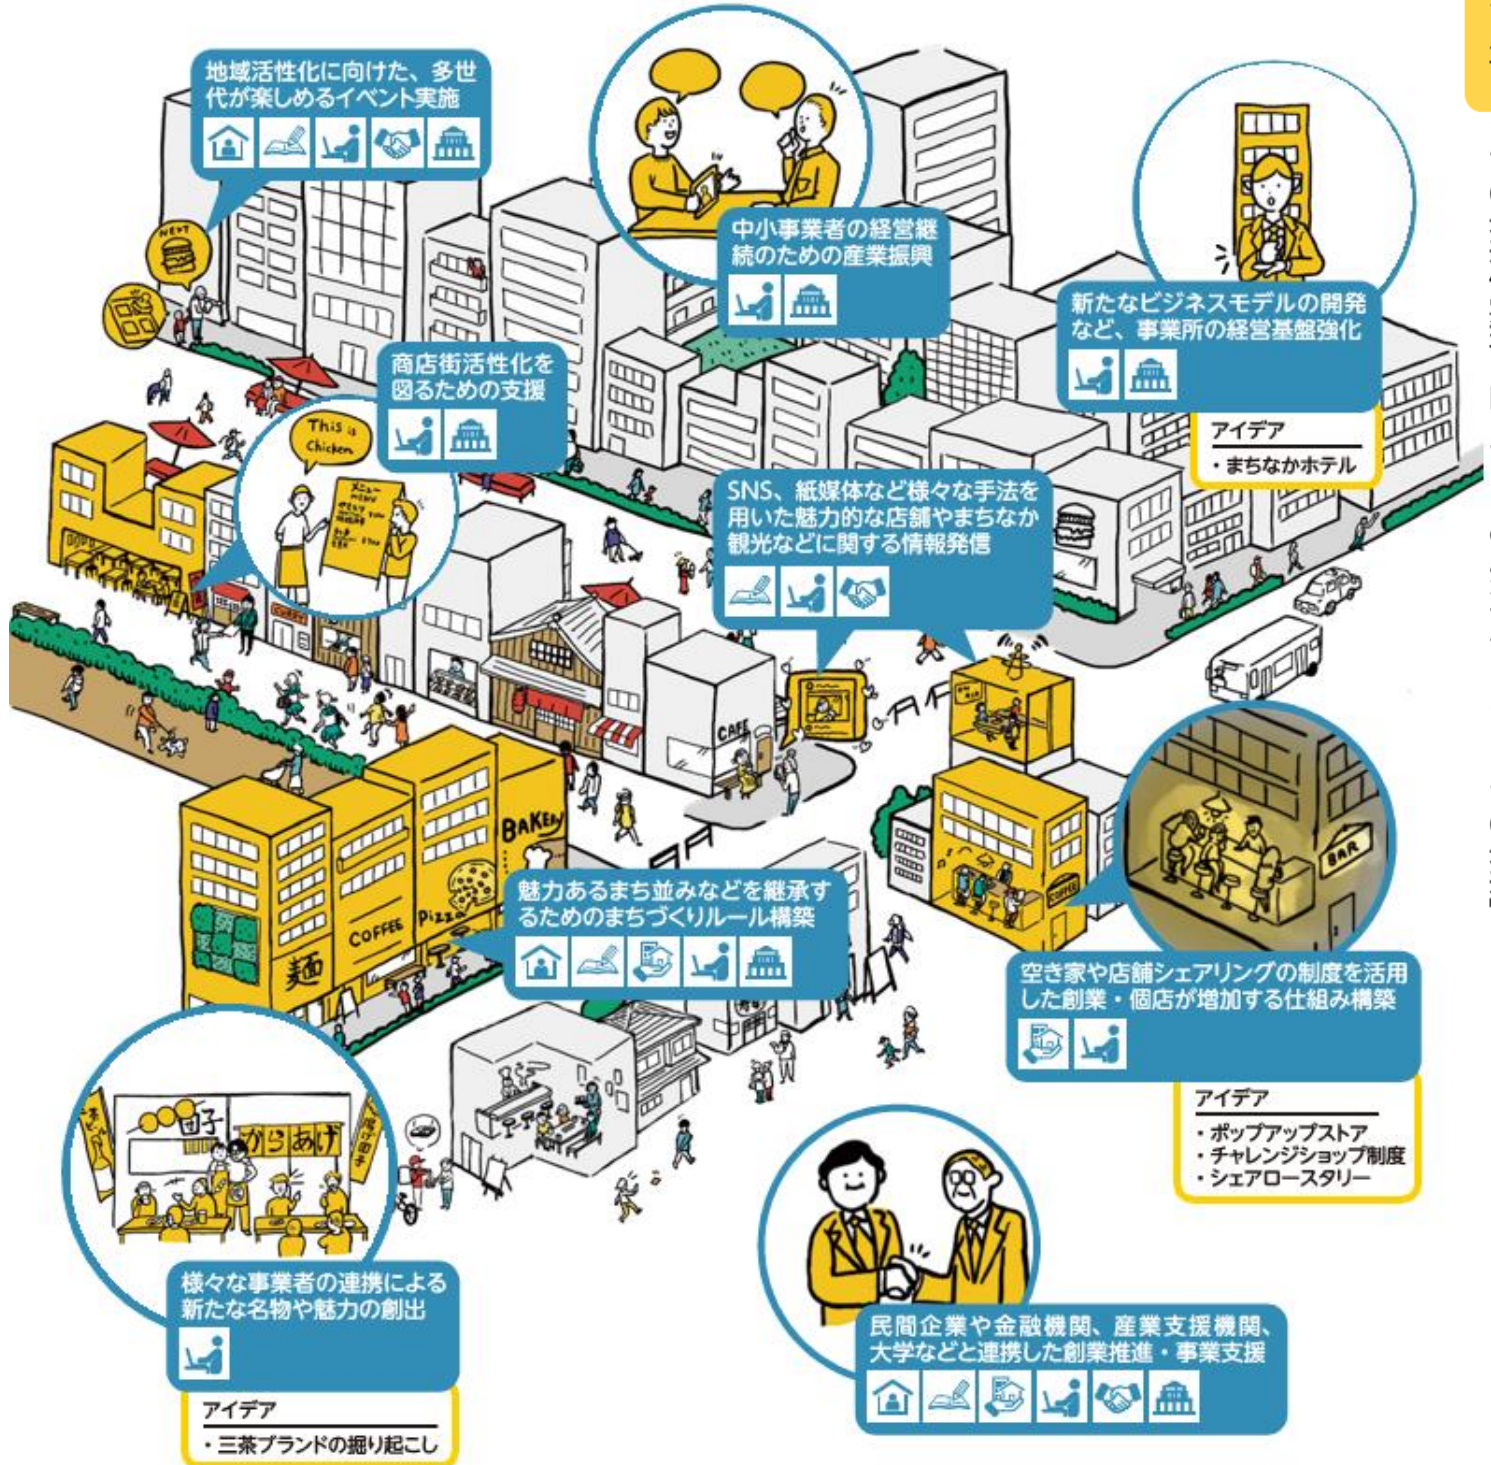 地域活性化に向けた、多世
代が楽しめるイベント実施
NEXT
中小事業者の経営継
続のための産業振興
新たなビジネスモデルの開発
など、事業所の経営基盤強化
アイデア
・まちなかホテル
商店街活性化を
図るための支援
This is
Chicken
メニュー
MENU
SNS、紙媒体など様々な手法を
用いた魅力的な店舗やまちなか
観光などに関する情報発信
CURRY
CAFE
BAKERY
Pizza
COFFEE
麺
魅力あるまち並みなどを継承す
るためのまちづくりルール構築
COFFEE
BAR
空き家や店舗シェアリングの制度を活用
した創業・個店が増加する仕組み構築
アイデア
・ポップアップストア
・チャレンジショップ制度
・シェアロースタリー
団子
からあげ
揚げ団子
様々な事業者の連携による
新たな名物や魅力の創出
アイデア
・三茶ブランドの掘り起こし
民間企業や金融機関、産業支援機関、
大学などと連携した創業推進・事業支援